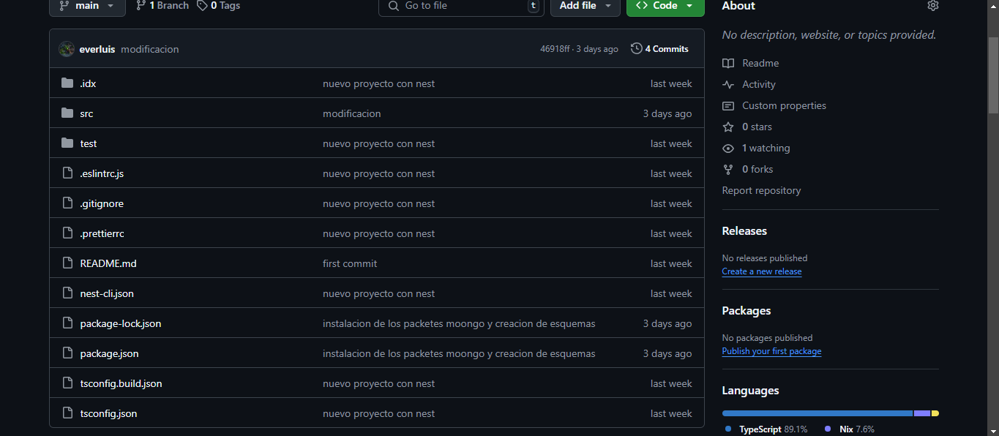 main 1 Branch 0 Tags Go to file t Add file Code
everluis modificacion 46918ff · 3 days ago 4 Commits
.idx nuevo proyecto con nest last week
src modificacion 3 days ago
test nuevo proyecto con nest last week
.eslintrc.js nuevo proyecto con nest last week
.gitignore nuevo proyecto con nest last week
.prettierrc nuevo proyecto con nest last week
README.md first commit last week
nest-cli.json nuevo proyecto con nest last week
package-lock.json instalacion de los packetes moongo y creacion de esquemas 3 days ago
package.json instalacion de los packetes moongo y creacion de esquemas 3 days ago
tsconfig.build.json nuevo proyecto con nest last week
tsconfig.json nuevo proyecto con nest last week
About
No description, website, or topics provided.
Readme
Activity
Custom properties
0 stars
1 watching
0 forks
Report repository
Releases
No releases published
Create a new release
Packages
No packages published
Publish your first package
Languages
TypeScript 89.1% Nix 7.6%